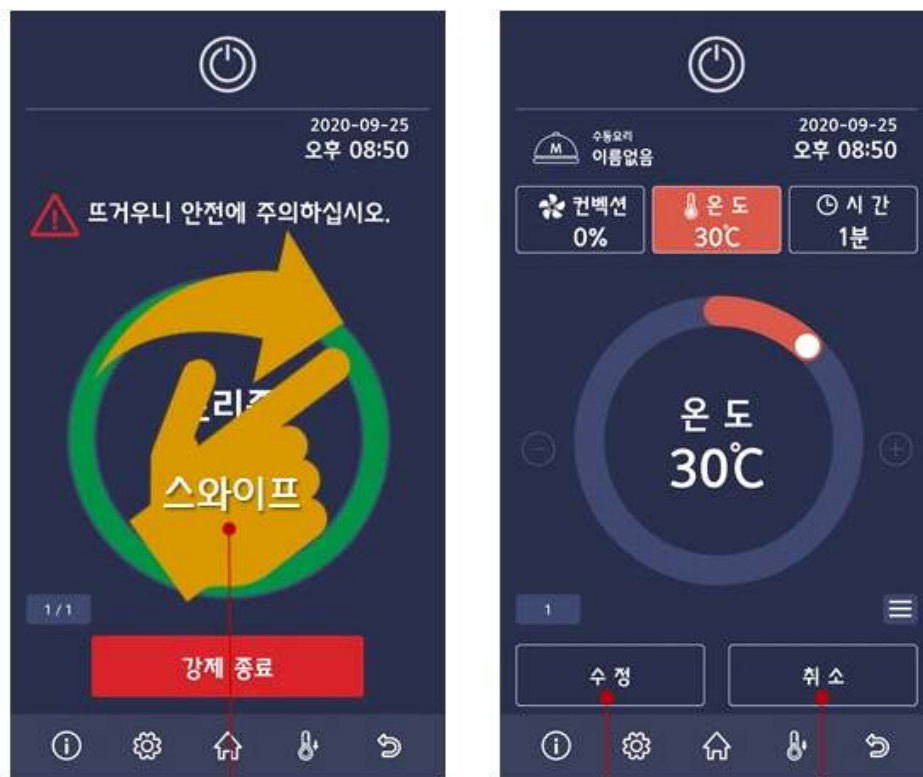 2020-09-25
오후 08:50
뜨거우니 안전에 주의하십시오.
스와이프
1/1
강제 종료
M
수동요리
이름없음
2020-09-25
오후 08:50
컨벡션
0%
온 도
30℃
시 간
1분
온 도
30℃
1
수 정
취 소